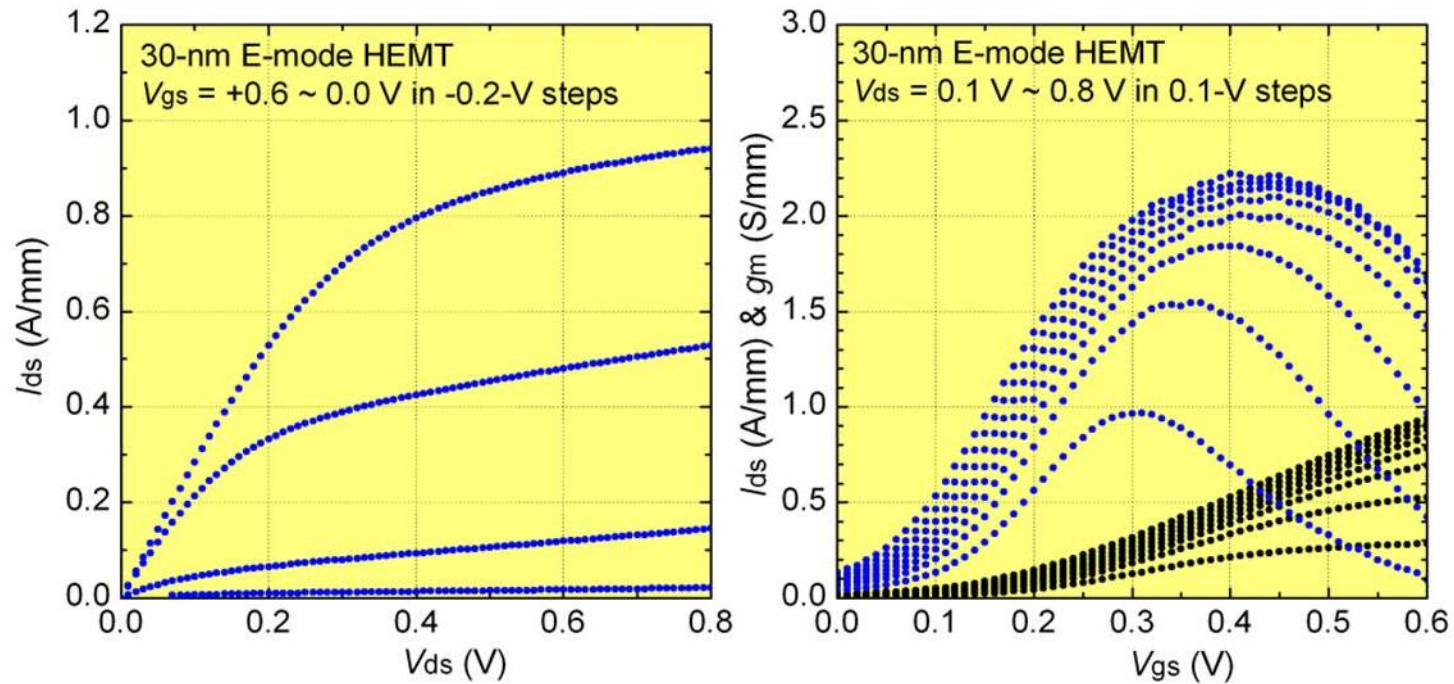 30-nm E-mode HEMT
Vgs = +0.6 ~ 0.0 V in -0.2-V steps
Ids (A/mm)
1.2
1.0
0.8
0.6
0.4
0.2
0.0
0.0 0.2 0.4 0.6 0.8
Vds (V)
30-nm E-mode HEMT
Vds = 0.1 V ~ 0.8 V in 0.1-V steps
Ids (A/mm) & gm (S/mm)
3.0
2.5
2.0
1.5
1.0
0.5
0.0
0.0 0.1 0.2 0.3 0.4 0.5 0.6
Vgs (V)